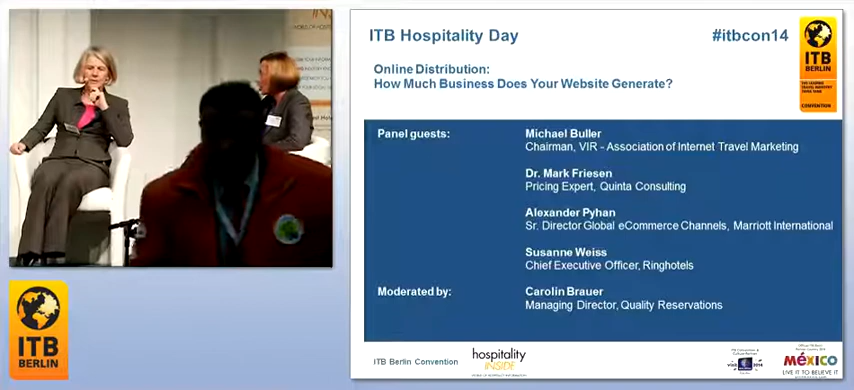 ITB Hospitality Day
#itbcon14
Online Distribution:
How Much Business Does Your Website Generate?
ITB
BERLIN
CONVENTION
Panel guests:
Michael Buller
Chairman, VIR - Association of Internet Travel Marketing
Dr. Mark Friesen
Pricing Expert, Quinta Consulting
Alexander Pyhan
Sr. Director Global eCommerce Channels, Marriott International
Susanne Weiss
Chief Executive Officer, Ringhotels
Moderated by:
Carolin Brauer
Managing Director, Quality Reservations
ITB
BERLIN
ITB Berlin Convention
hospitality
INSIDE
MéXICO
LIVE IT TO BELIEVE IT